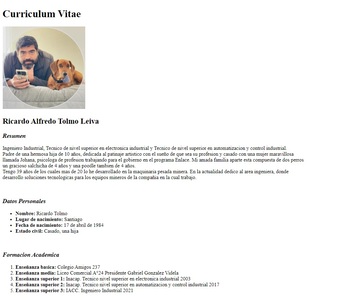 Curriculum Vitae
Ricardo Alfredo Tolmo Leiva
Resumen
Ingeniero Industrial, Tecnico de nivel superior en electronica industrial y Tecnico de nivel superior en automatizacion y control industrial.
Padre de una hermosa hija de 10 años, dedicada al patinaje artistico con el sueño de que sea su profesion y casado con una mujer maravillosa
llamada Johana, psicologa de profesion trabajando para el gobierno en el programa Enlace. Mi amada familia aparte esta compuesta de dos perros
un gracioso salchicha de 4 años y una poodle tambien de 4 años.
Tengo 39 años de los cuales mas de 20 lo he desarrollado en la maquinaria pesada minera. En la actualidad dedico al area ingeniera, donde
desarrollo soluciones tecnologicas para los equipos mineros de la compañia en la cual trabajo.
Datos Personales
Nombre: Ricardo Tolmo
Lugar de nacimiento: Santiago
Fecha de nacimiento: 17 de abril de 1984
Estado civil: Casado, una hija
Formacion Academica
1. Enseñanza basica: Colegio Amigos 237
2. Enseñanza media: Liceo Comercial A°24 Presidente Gabriel Gonzalez Videla
3. Enseñanza superior 1: Inacap. Tecnico nivel superior en electronica industrial 2003
4. Enseñanza superior 2: Inacap. Tecnico nivel superior en automatizacion y control industrial 2017
5. Enseñanza superior 3: IACC. Ingeniero Industrial 2021